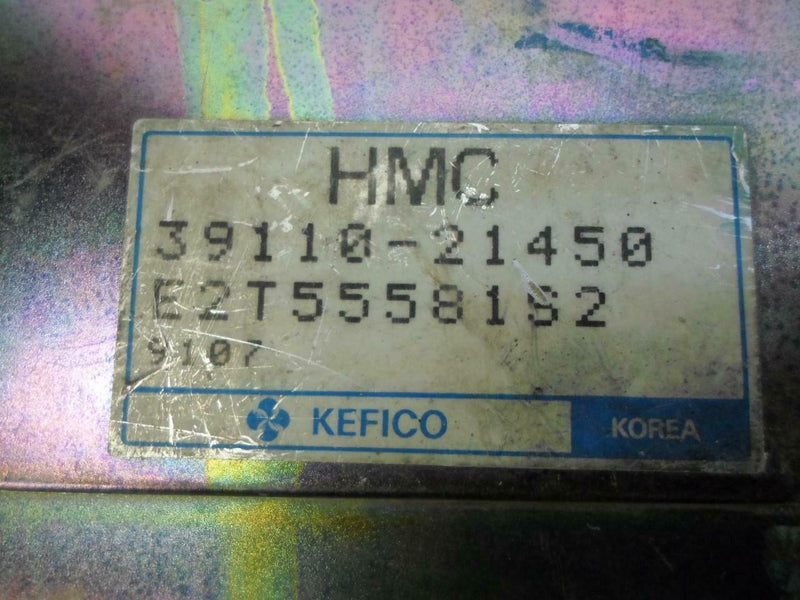 HMC
39110-21450
E2T55581S2
9107
KEFICO KOREA